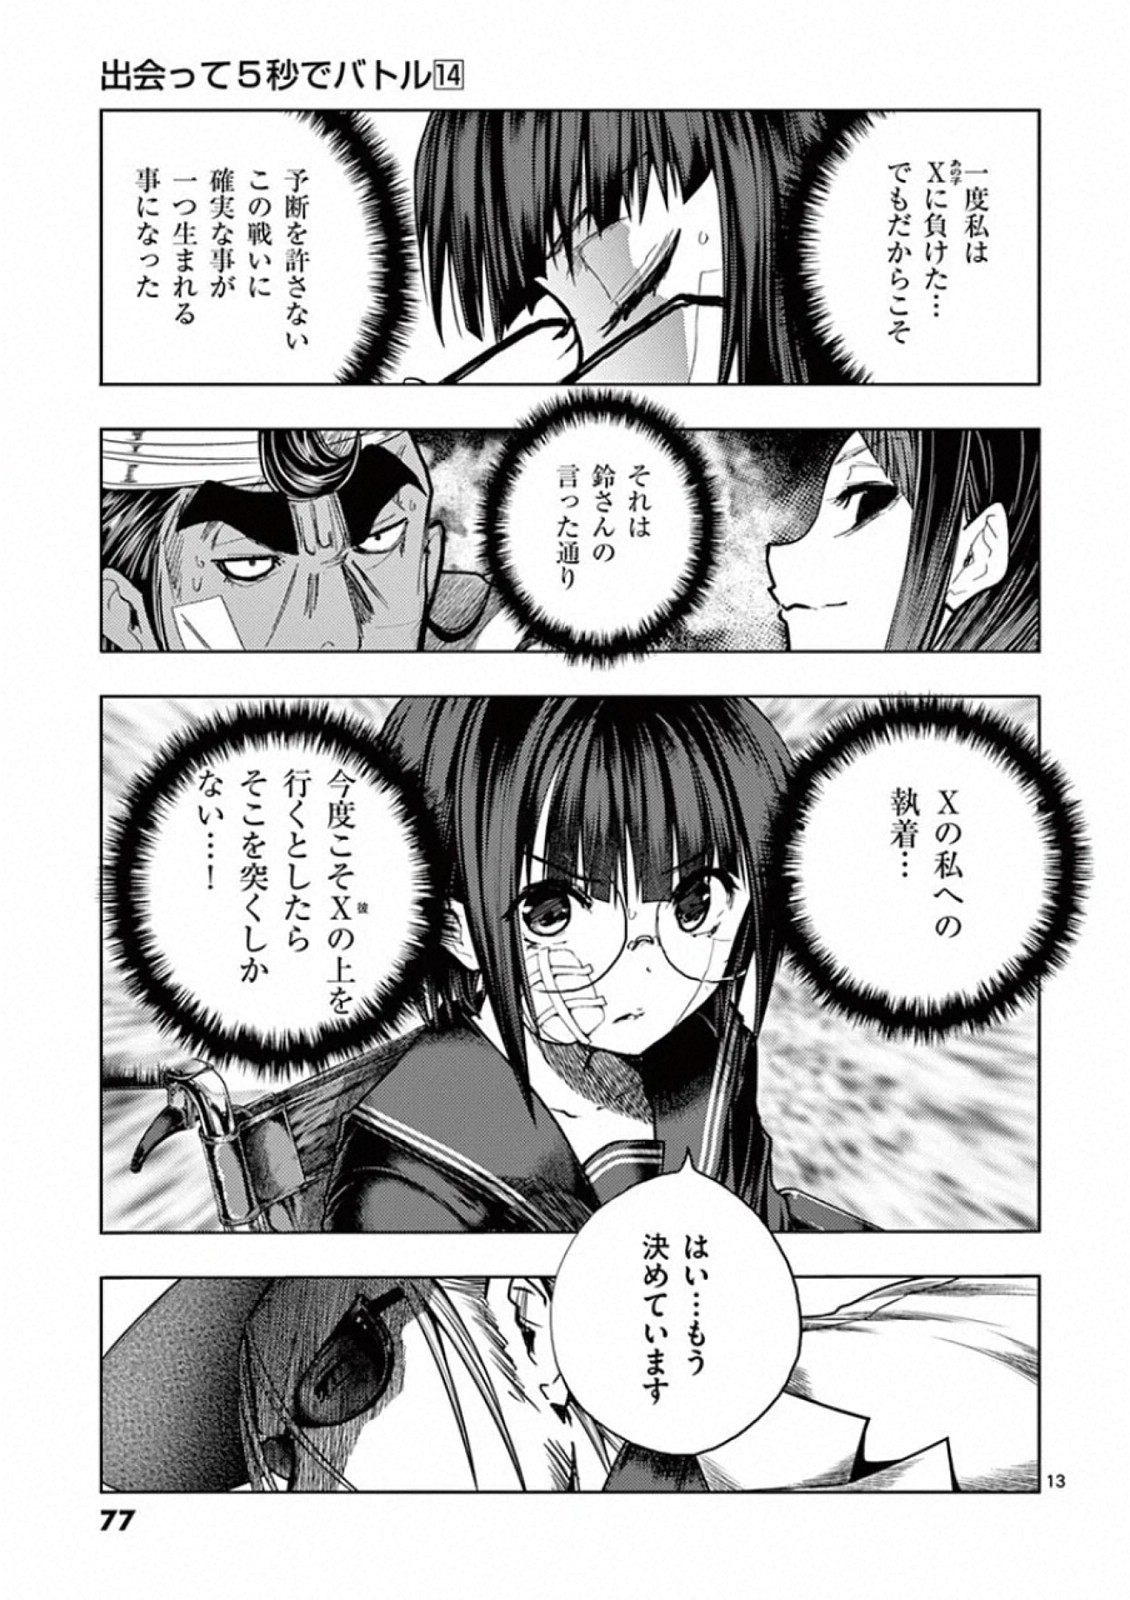 出会って5秒でバトル14
一度私は
Xに負けた…
あの子
でもだからこそ
予断を許さない
この戦いに
確実な事が
一つ生まれる
事になった
それは
鈴さんの
言った通り
Xの私への
執着…
今度こそXの上を
彼
行くとしたら
そこを突くしか
ない…！
はい…もう
決めています
13
77